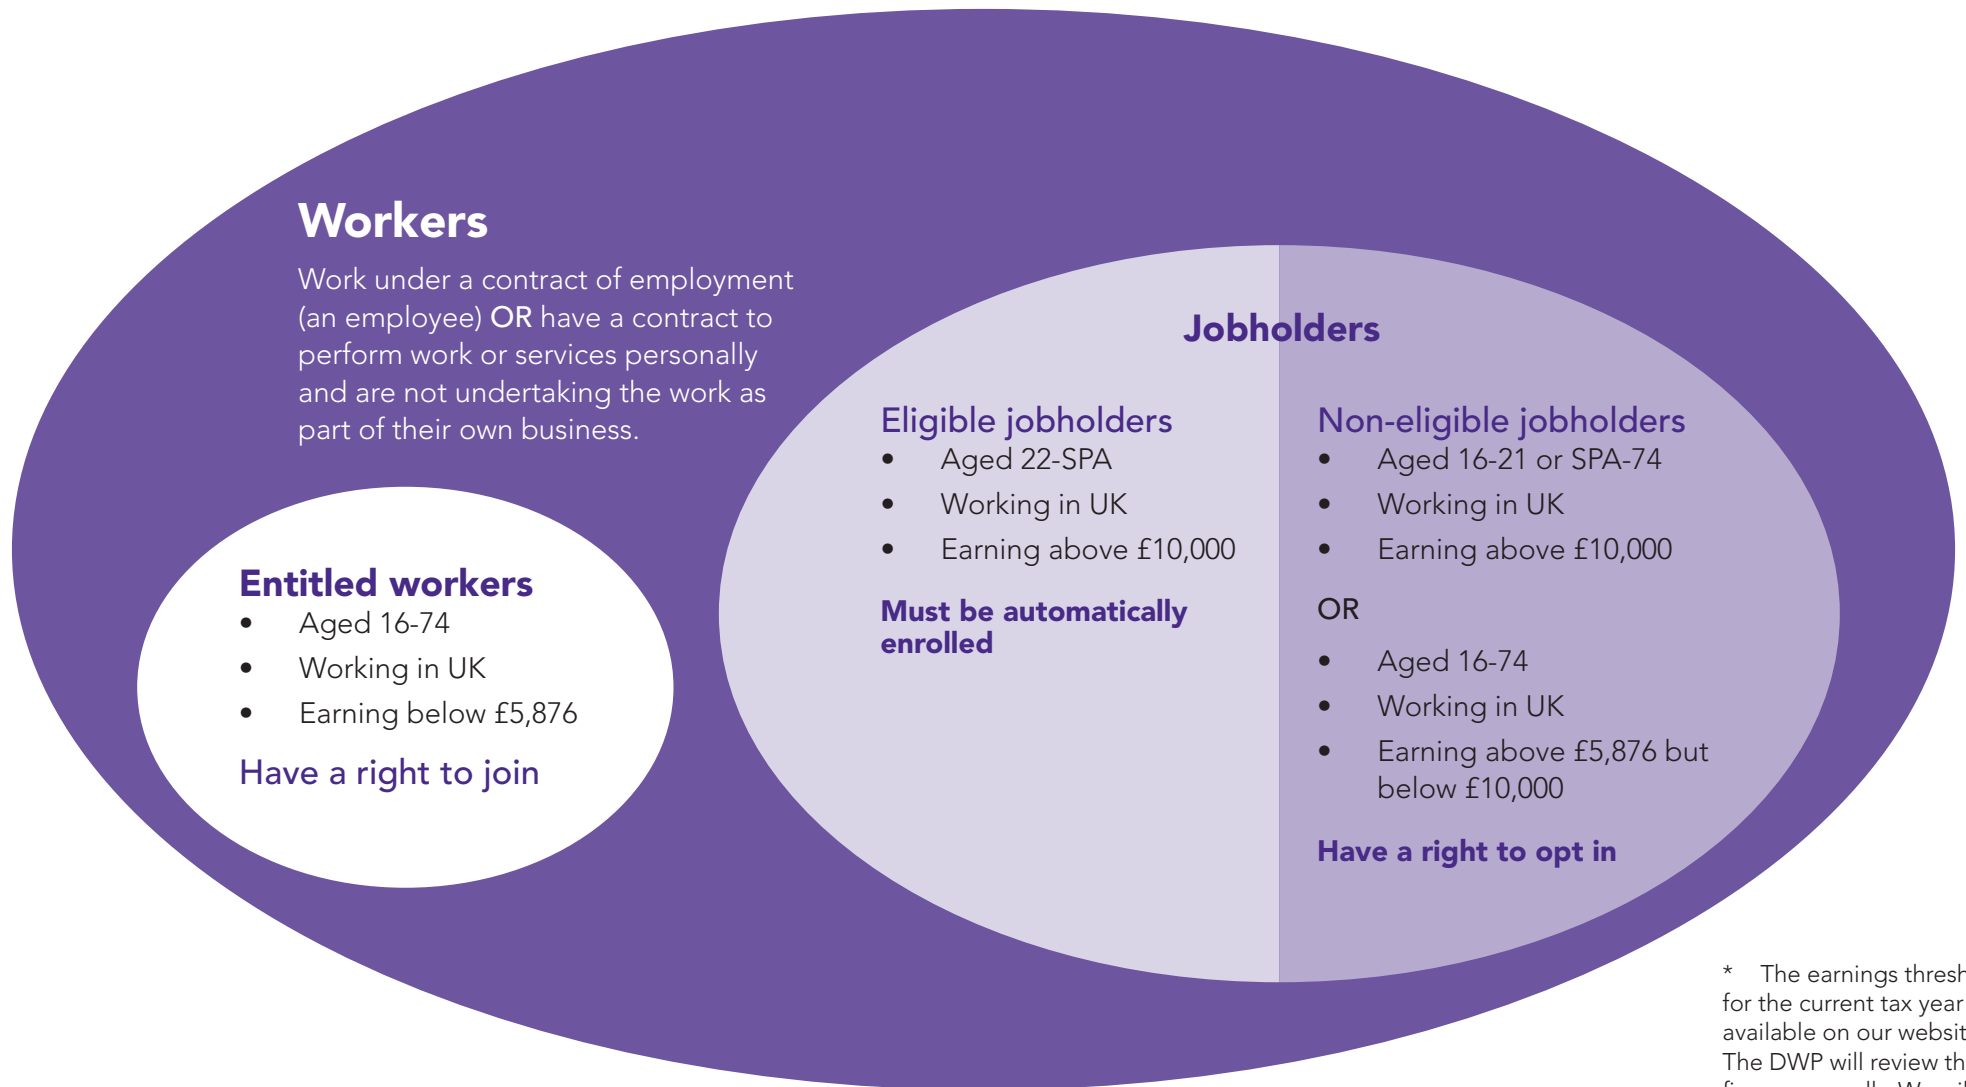 Workers
Work under a contract of employment
(an employee) OR have a contract to
perform work or services personally
and are not undertaking the work as
part of their own business.
Entitled workers
• Aged 16-74
• Working in UK
• Earning below £5,876
Have a right to join
Jobholders
Eligible jobholders
• Aged 22-SPA
• Working in UK
• Earning above £10,000
Must be automatically
enrolled
Non-eligible jobholders
• Aged 16-21 or SPA-74
• Working in UK
• Earning above £10,000
OR
• Aged 16-74
• Working in UK
• Earning above £5,876 but
below £10,000
Have a right to opt in
* The earnings thresh
for the current tax year
available on our websit
The DWP will review th